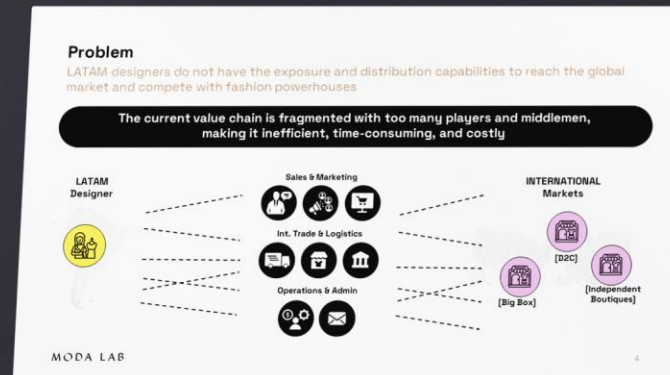 Problem
LATAM designers do not have the exposure and distribution capabilities to reach the global
market and compete with fashion powerhouses
The current value chain is fragmented with too many players and middlemen,
making it inefficient, time-consuming, and costly
LATAM
Designer
Sales & Marketing
Int. Trade & Logistics
Operations & Admin
INTERNATIONAL
Markets
[D2C]
[Big Box]
[Independent
Boutiques]
MODA LAB
4